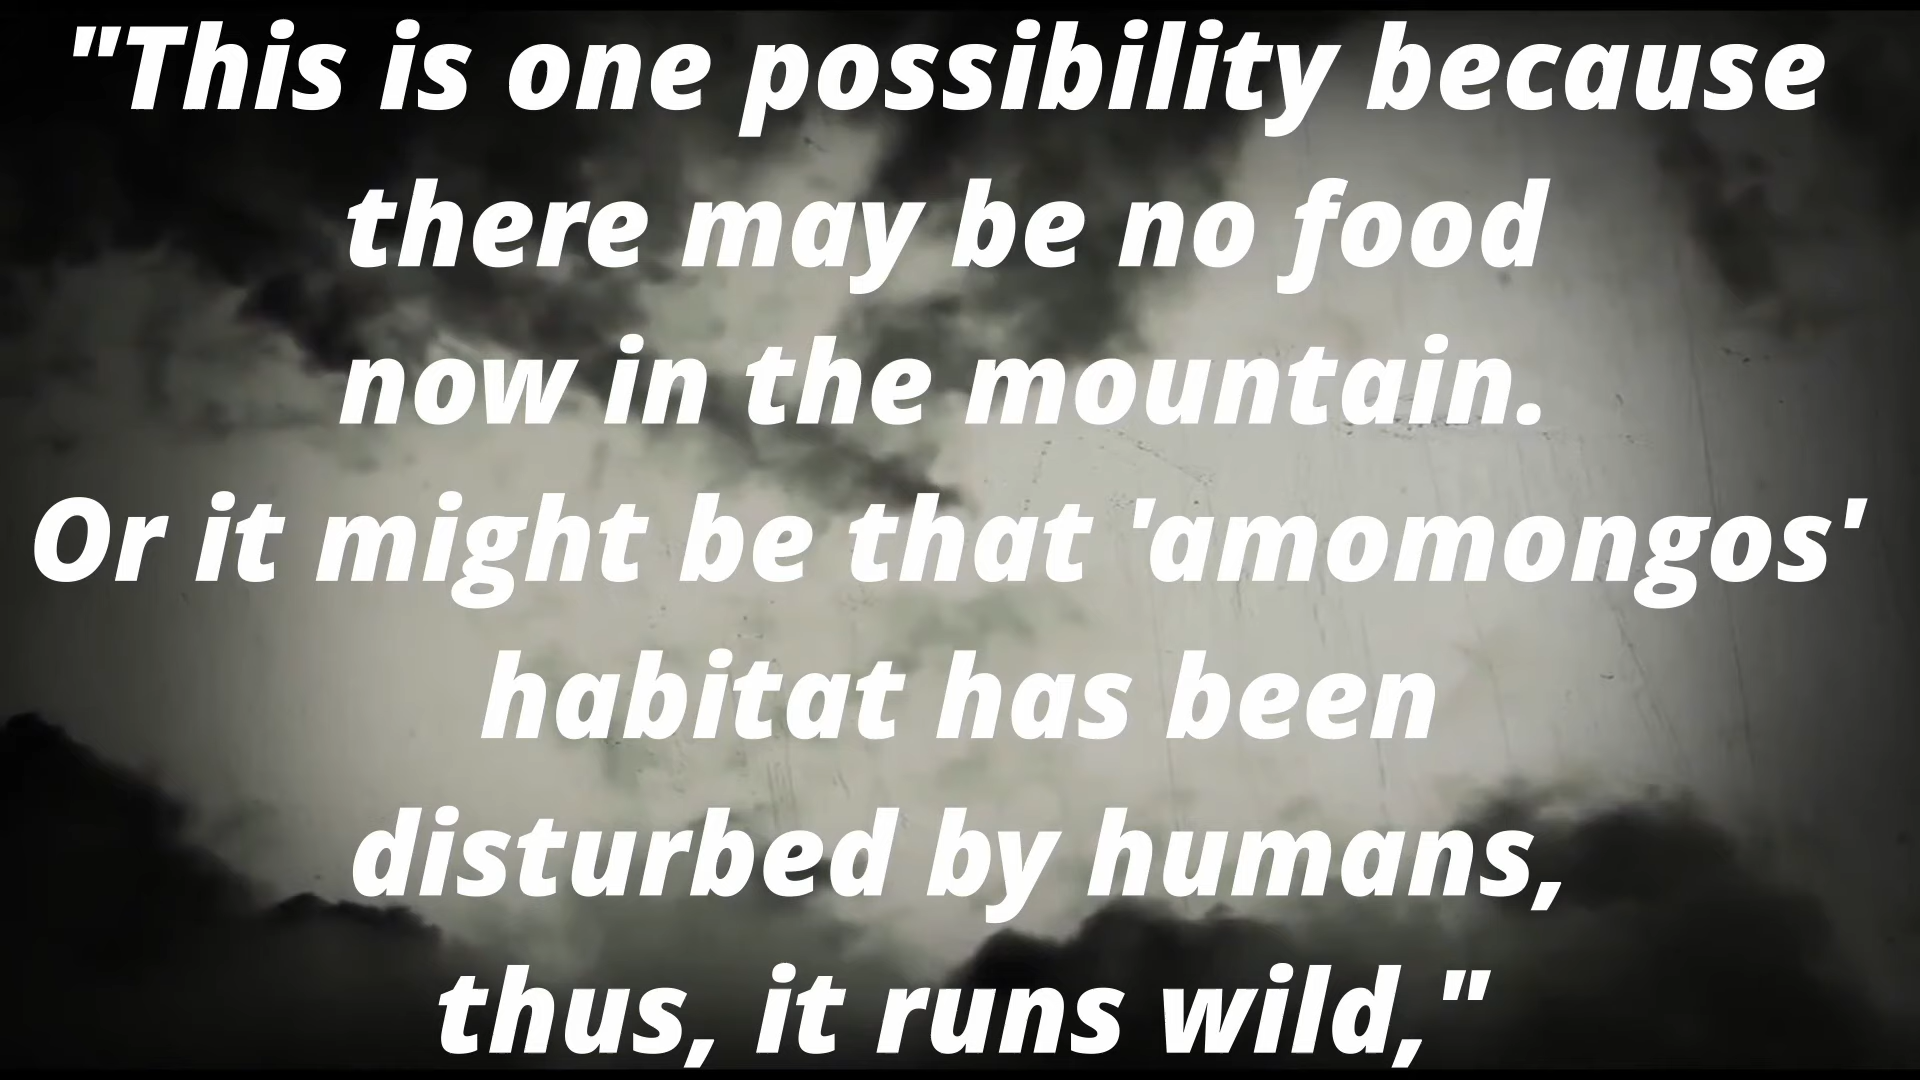 "This is one possibility because
there may be no food
now in the mountain.
Or it might be that 'amomongos'
habitat has been
disturbed by humans,
thus, it runs wild,"